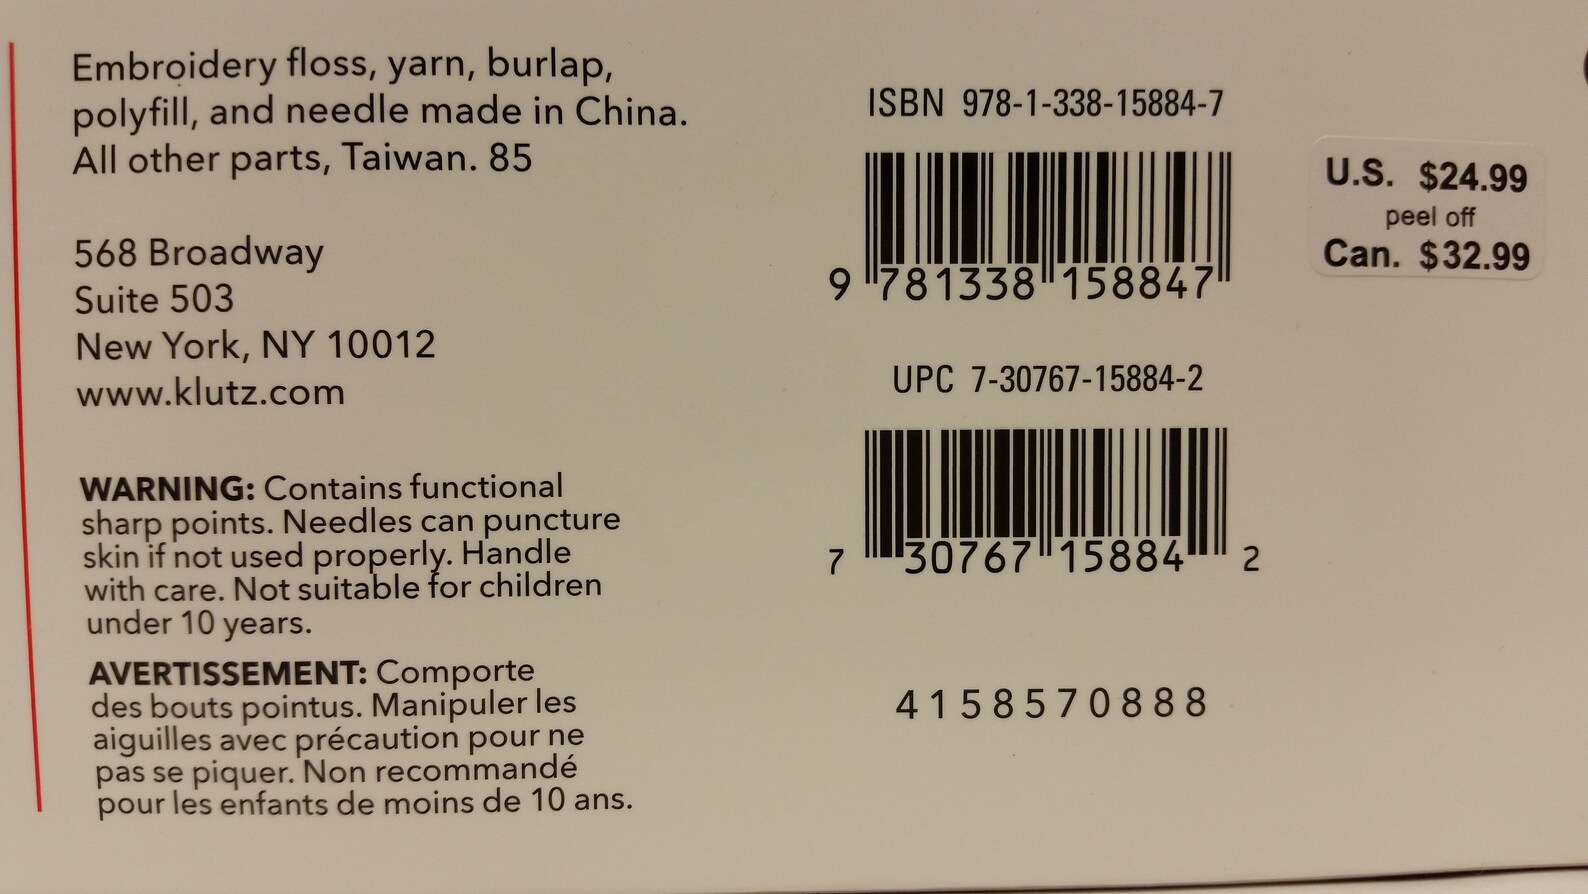 Embroidery floss, yarn, burlap,
polyfill, and needle made in China.
All other parts, Taiwan. 85
568 Broadway
Suite 503
New York, NY 10012
www.klutz.com
WARNING: Contains functional
sharp points. Needles can puncture
skin if not used properly. Handle
with care. Not suitable for children
under 10 years.
AVERTISSEMENT: Comporte
des bouts pointus. Manipuler les
aiguilles avec précaution pour ne
pas se piquer. Non recommandé
pour les enfants de moins de 10 ans.
ISBN 978-1-338-15884-7
9 781338 158847
UPC 7-30767-15884-2
7 30767 15884 2
4158570888
U.S. $24.99
peel off
Can. $32.99